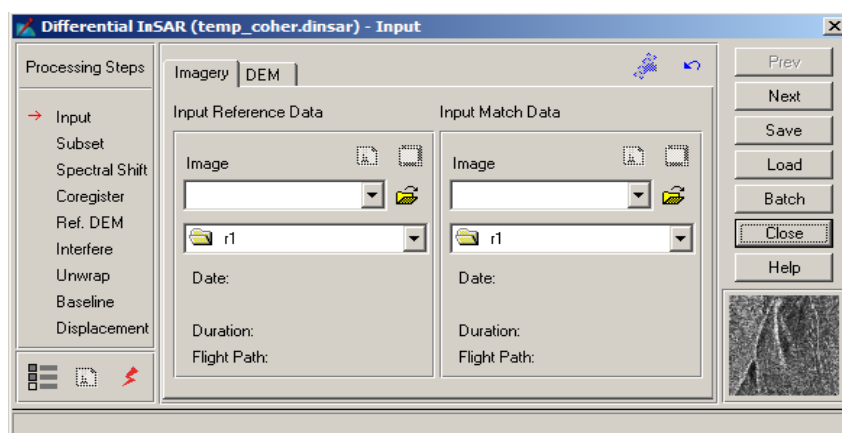 Differential InSAR (temp_coher.dinsar) - Input
Processing Steps
Input
Subset
Spectral Shift
Coregister
Ref. DEM
Interfere
Unwrap
Baseline
Displacement
Imagery DEM
Input Reference Data
Image
r1
Date:
Duration:
Flight Path:
Input Match Data
Image
r1
Date:
Duration:
Flight Path:
Prev
Next
Save
Load
Batch
Close
Help